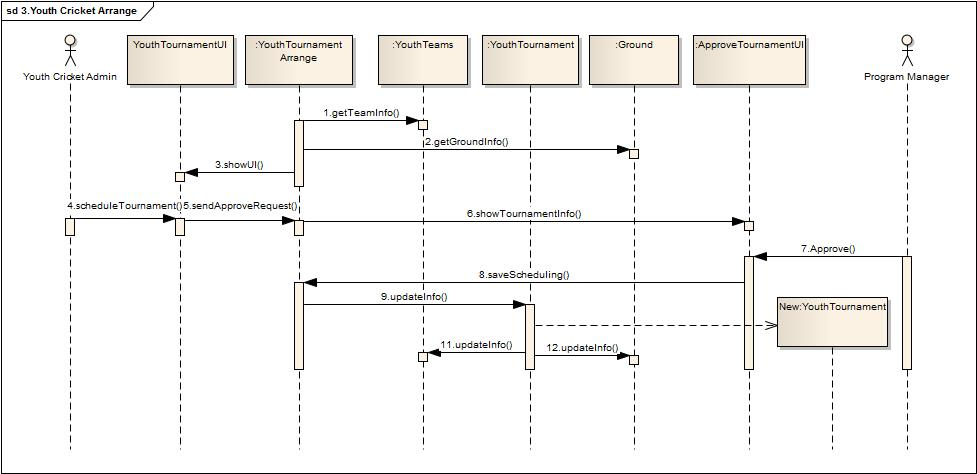 sd 3.Youth Cricket Arrange
Youth Cricket Admin
YouthTournamentUI
:YouthTournament
Arrange
:YouthTeams
:YouthTournament
:Ground
:ApproveTournamentUI
Program Manager
1.getTeamInfo()
2.getGroundInfo()
3.showUI()
4.scheduleTournament()
5.sendApproveRequest()
6.showTournamentInfo()
7.Approve()
8.saveScheduling()
9.updateInfo()
New:YouthTournament
11.updateInfo()
12.updateInfo()